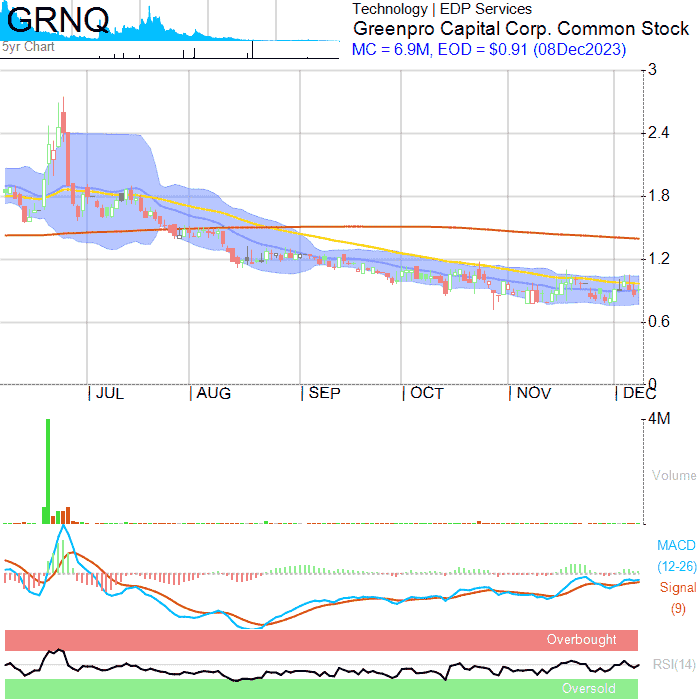 GRNQ
5yr Chart
Technology | EDP Services
Greenpro Capital Corp. Common Stock
MC = 6.9M, EOD = $0.91 (08Dec2023)
3
2.4
1.8
1.2
0.6
0
JUL AUG SEP OCT NOV DEC
4M
Volume
MACD
(12-26)
Signal
(9)
Overbought
RSI(14)
Oversold